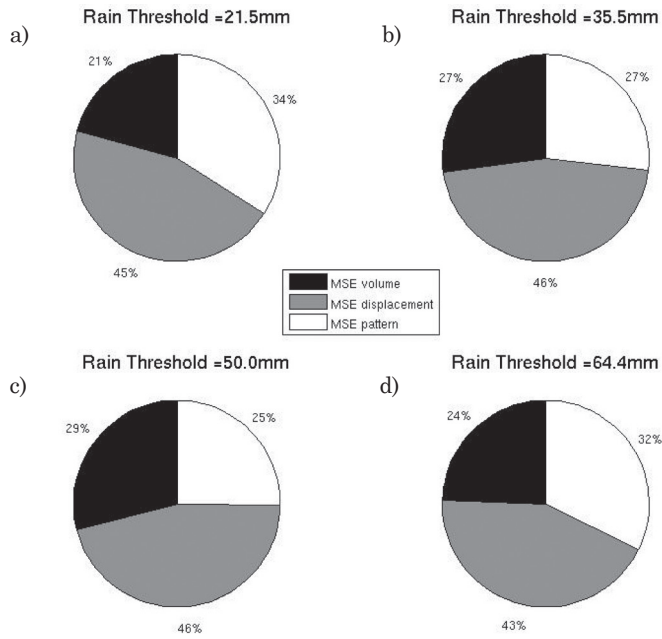 Rain Threshold =21.5mm
a)
21%
34%
45%
Rain Threshold =35.5mm
b)
27%
27%
46%
MSE volume
MSE displacement
MSE pattern
Rain Threshold =50.0mm
c)
29%
25%
46%
Rain Threshold =64.4mm
d)
24%
32%
43%